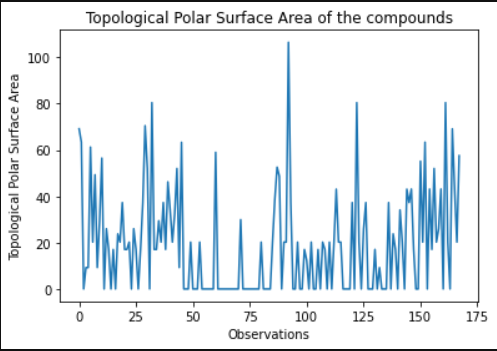 Topological Polar Surface Area of the compounds
100
80
60
40
20
0
Topological Polar Surface Area
0 25 50 75 100 125 150 175
Observations